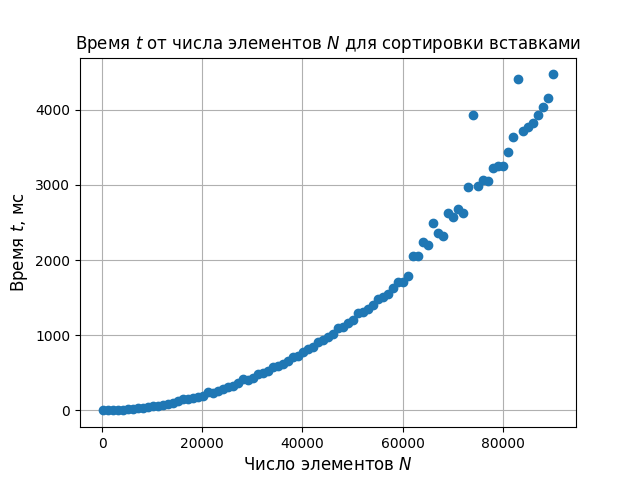 Время t от числа элементов N для сортировки вставками
4000
3000
2000
1000
0
Время t, мс
0 20000 40000 60000 80000
Число элементов N